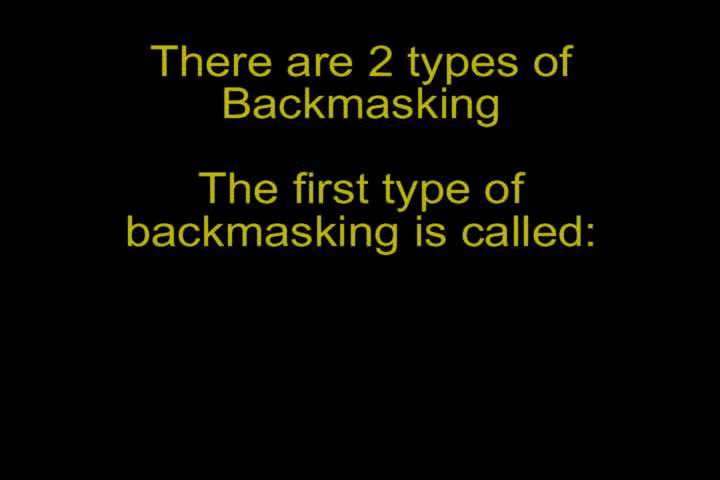 There are 2 types of
Backmasking
The first type of
backmasking is called: